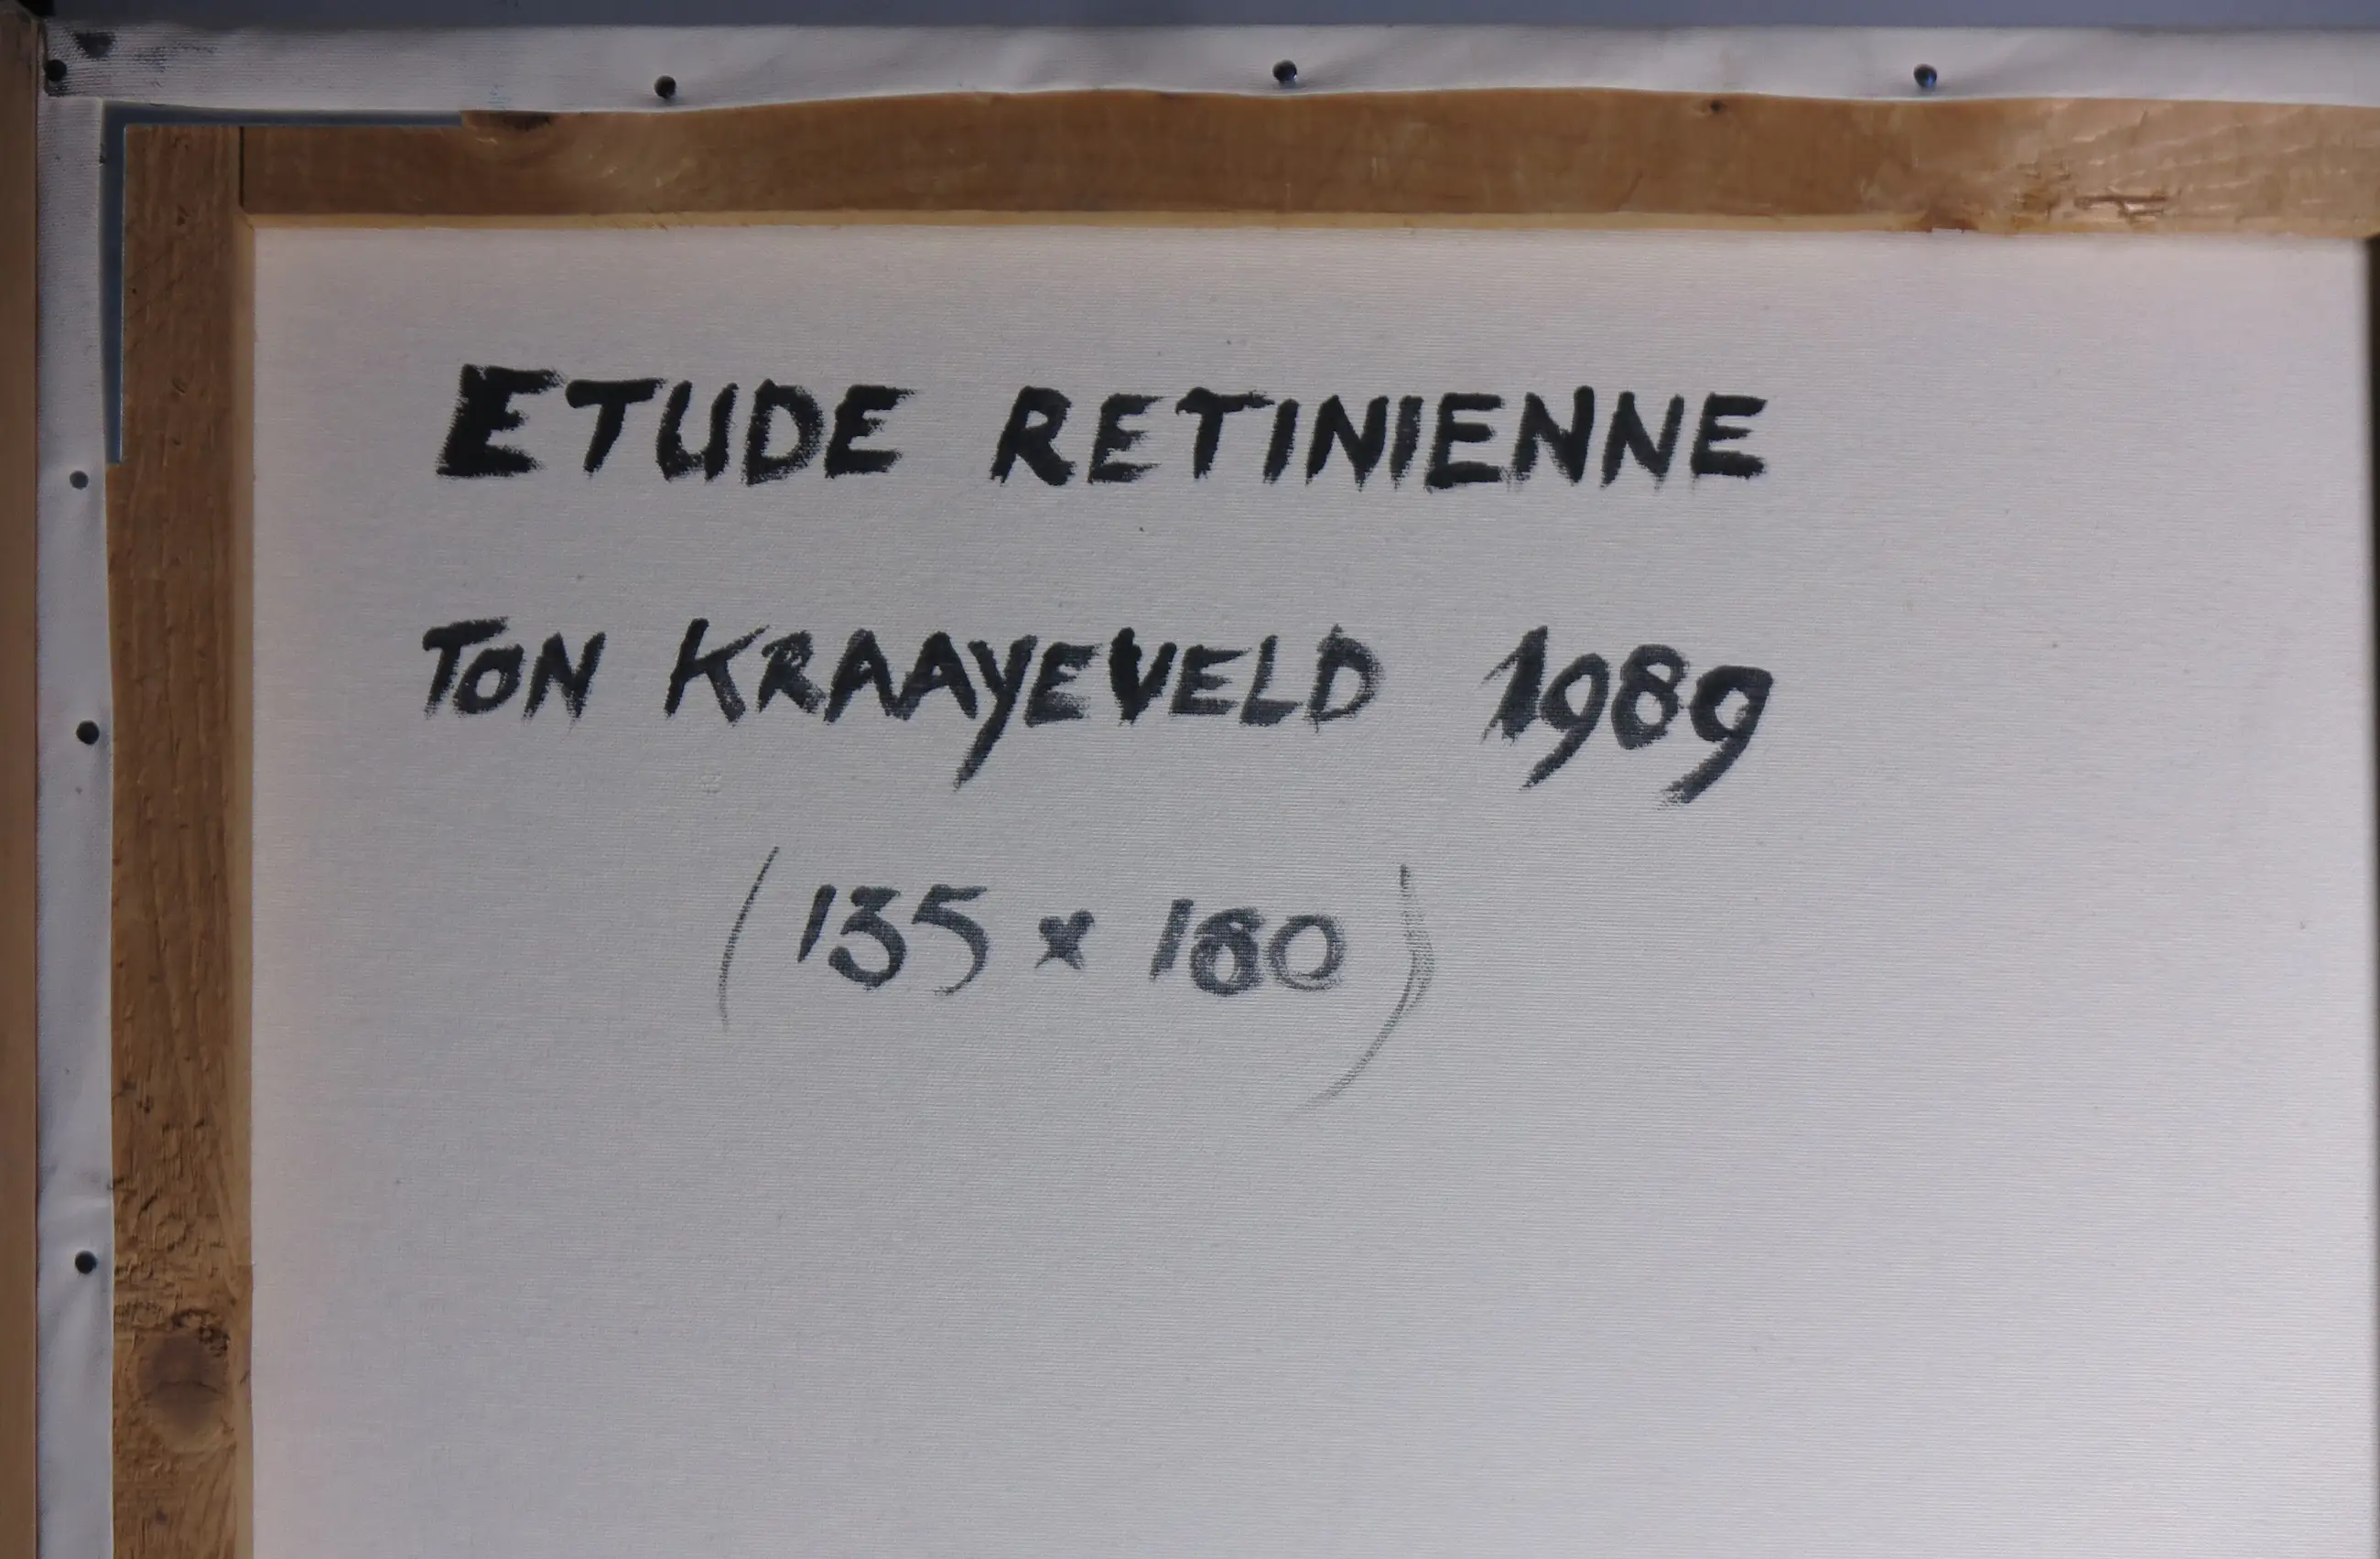 ETUDE RETINIENNE
TON KRAAYEVELD 1989
(135 x 180)